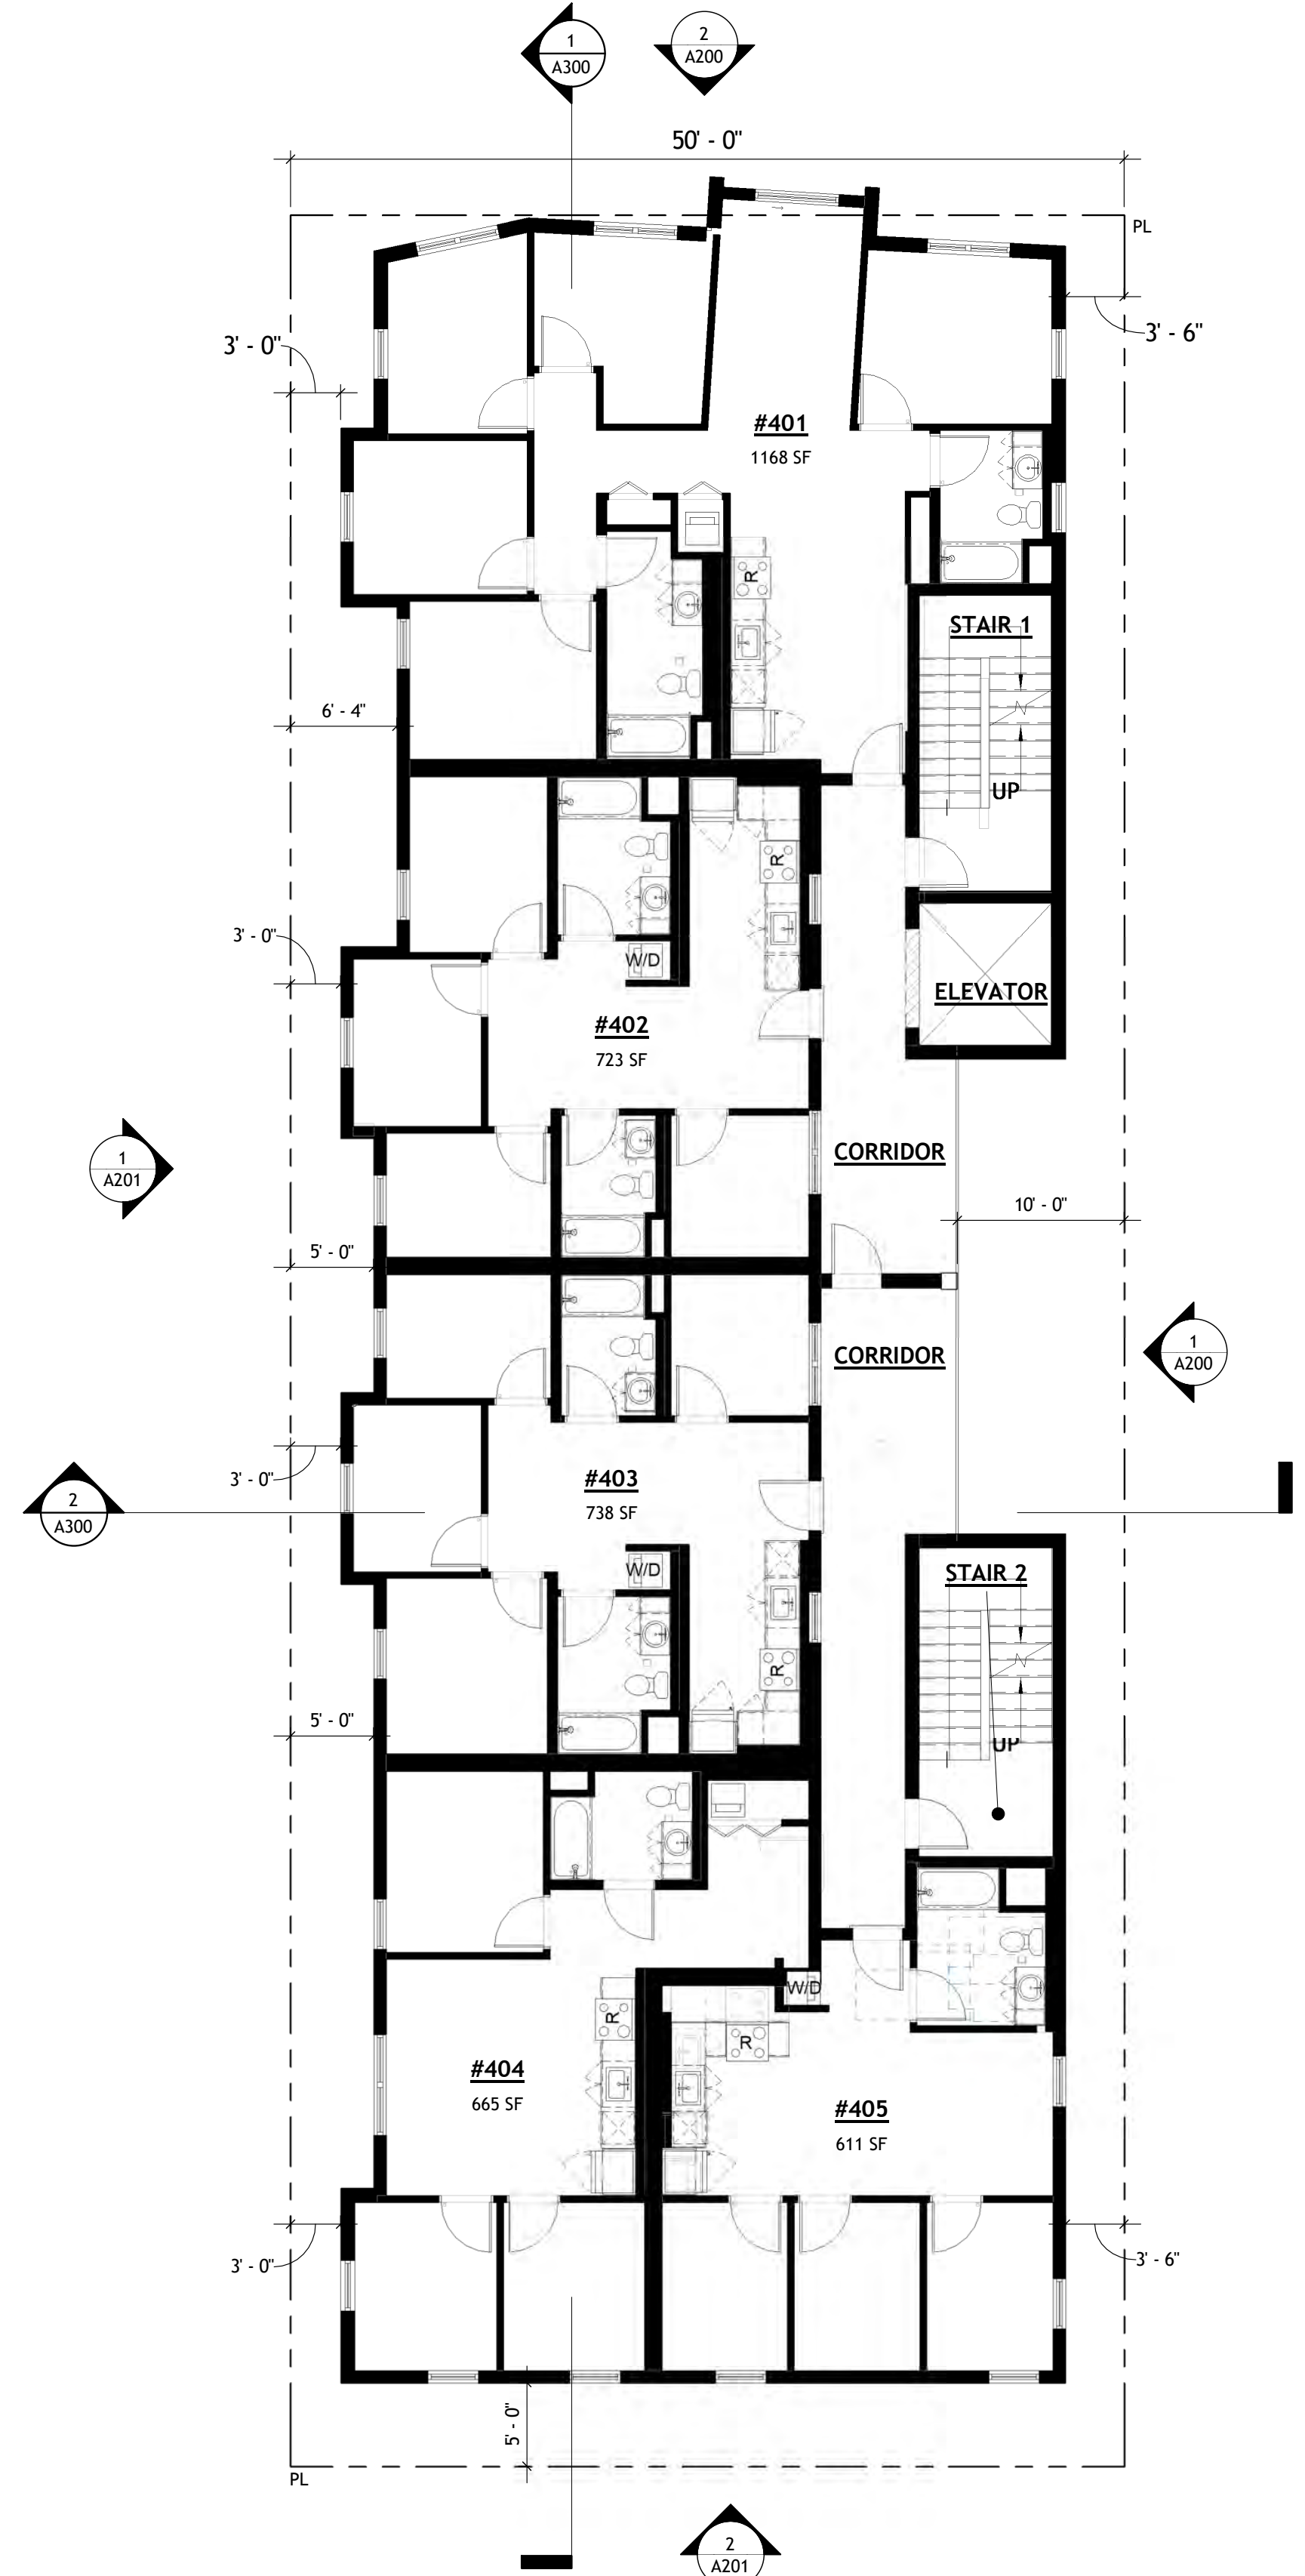 1
A300
2
A200
50' - 0"
PL
3' - 0"
3' - 6"
#401
1168 SF
R
STAIR 1
6' - 4"
UP
R
3' - 0"
W/D
ELEVATOR
#402
723 SF
1
A201
CORRIDOR
10' - 0"
5' - 0"
1
A200
CORRIDOR
3' - 0"
#403
738 SF
2
A300
W/D
STAIR 2
R
5' - 0"
UP
W/D
R
R
#404
665 SF
#405
611 SF
3' - 0"
3' - 6"
5' - 0"
PL
2
A201